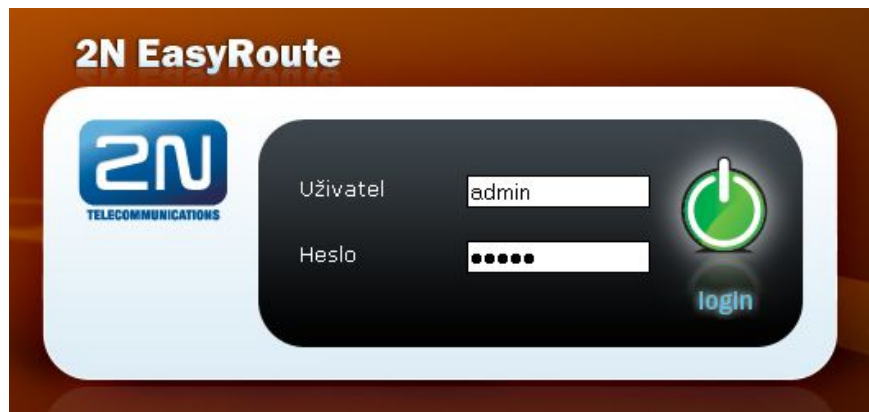 2N EasyRoute
2N
TELECOMMUNICATIONS
Uživatel
admin
Heslo
●●●●●
login